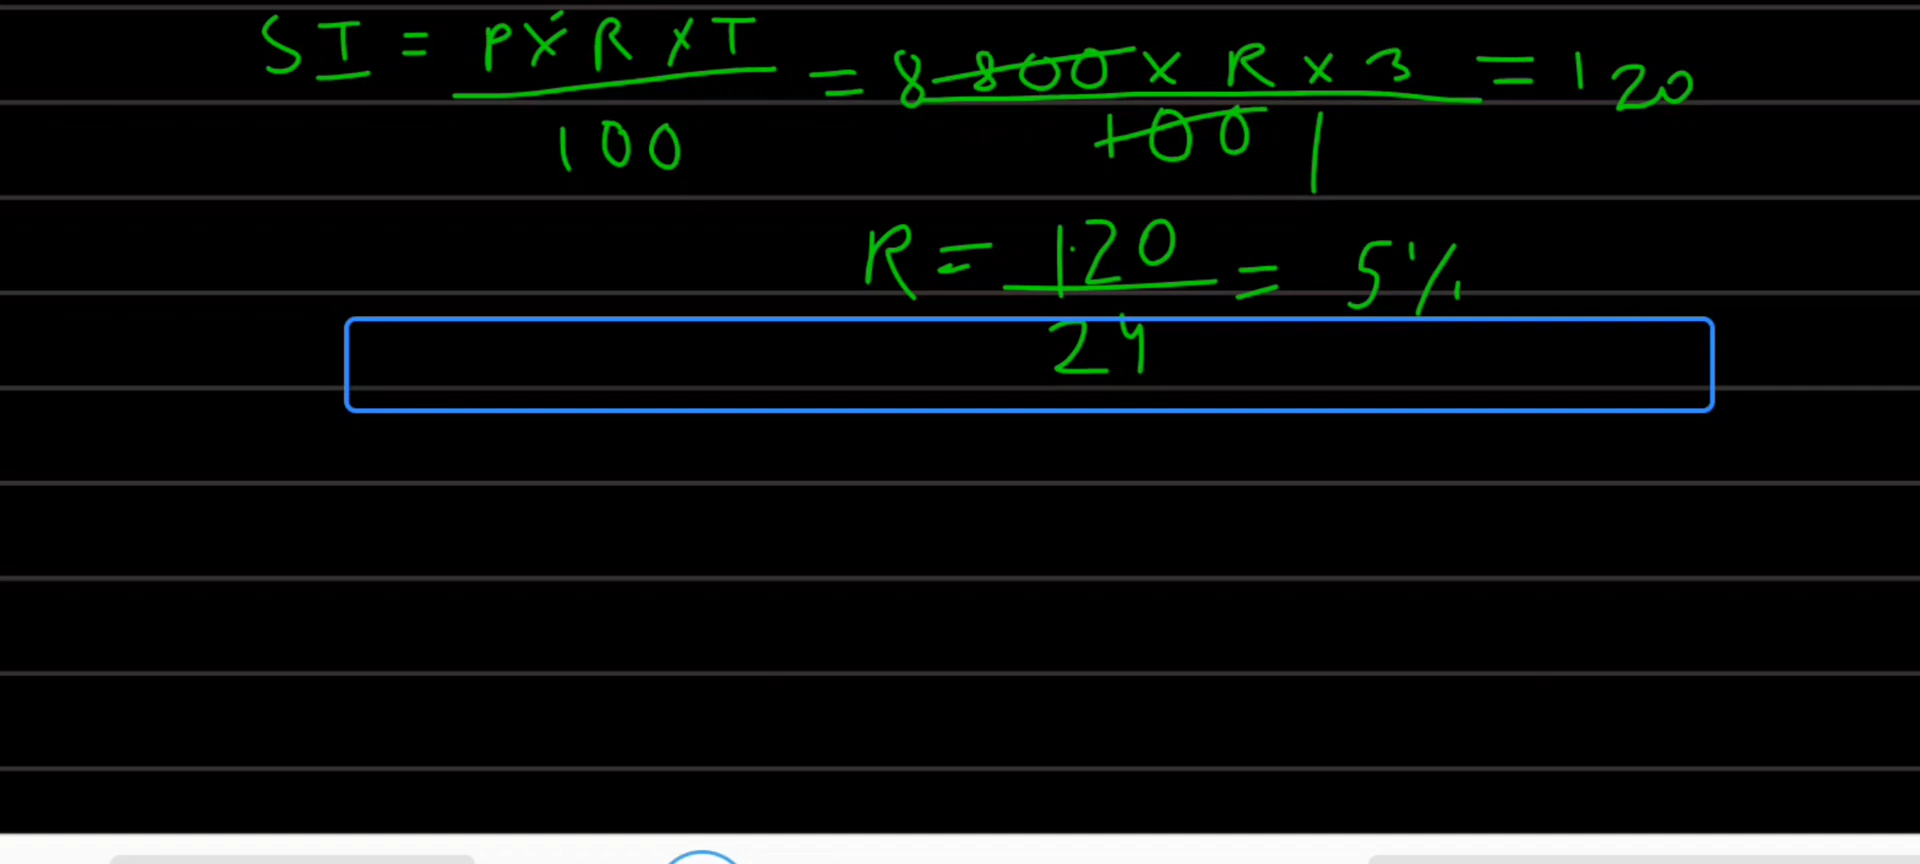 SI = P × R × T / 100 = 8 800 × R × 3 / 100 1 = 120
R = 120 / 24 = 5%